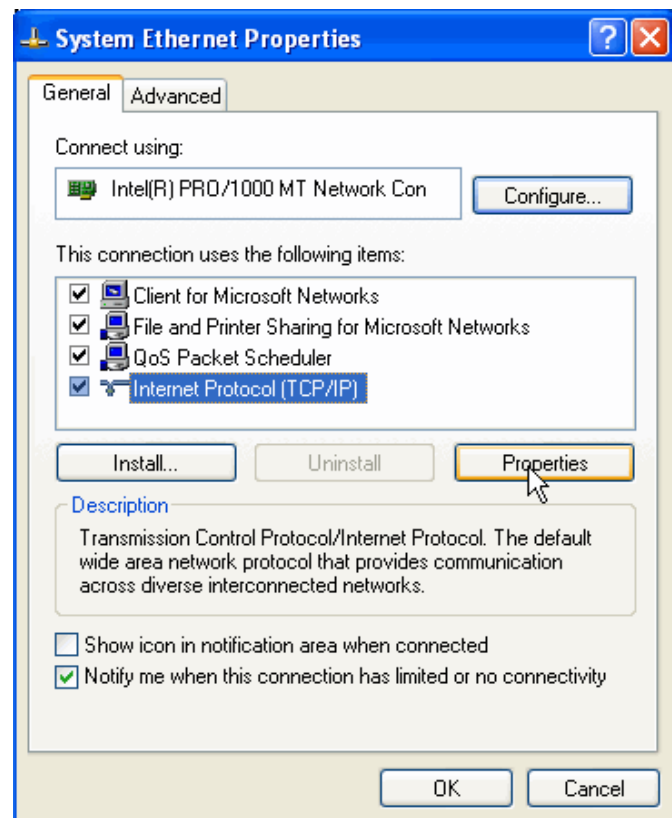 System Ethernet Properties
General Advanced
Connect using:
Intel(R) PRO/1000 MT Network Con Configure...
This connection uses the following items:
Client for Microsoft Networks
File and Printer Sharing for Microsoft Networks
QoS Packet Scheduler
Internet Protocol (TCP/IP)
Install... Uninstall Properties
Description
Transmission Control Protocol/Internet Protocol. The default
wide area network protocol that provides communication
across diverse interconnected networks.
Show icon in notification area when connected
Notify me when this connection has limited or no connectivity
OK Cancel